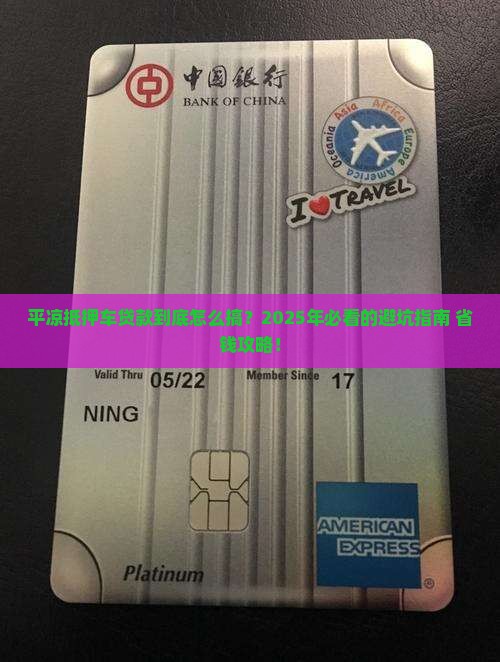 中国銀行
BANK OF CHINA
Oceania Asia Africa Europe America
I❤TRAVEL
平凉抵押车贷款到底怎么搞？2025年必看的避坑指南 省
钱攻略！
Valid Thru 05/22 Member Since 17
NING
AMERICAN
EXPRESS®
Platinum